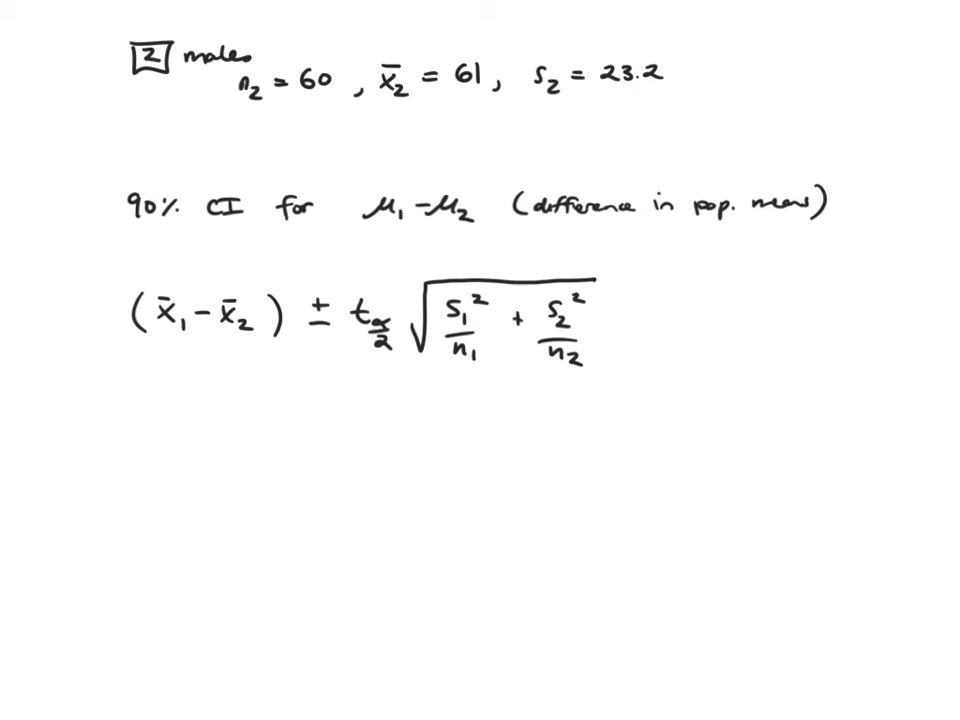 2 males
n₂ = 60 , x̄₂ = 61 , s₂ = 23.2
90% CI for μ₁ - μ₂ (difference in pop. means)
(x̄₁ - x̄₂) ± t_{α/2} √(s₁²/n₁ + s₂²/n₂)